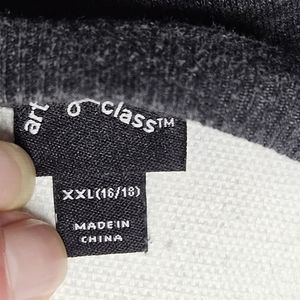 art class™
XXL(16/18)
MADE IN
CHINA